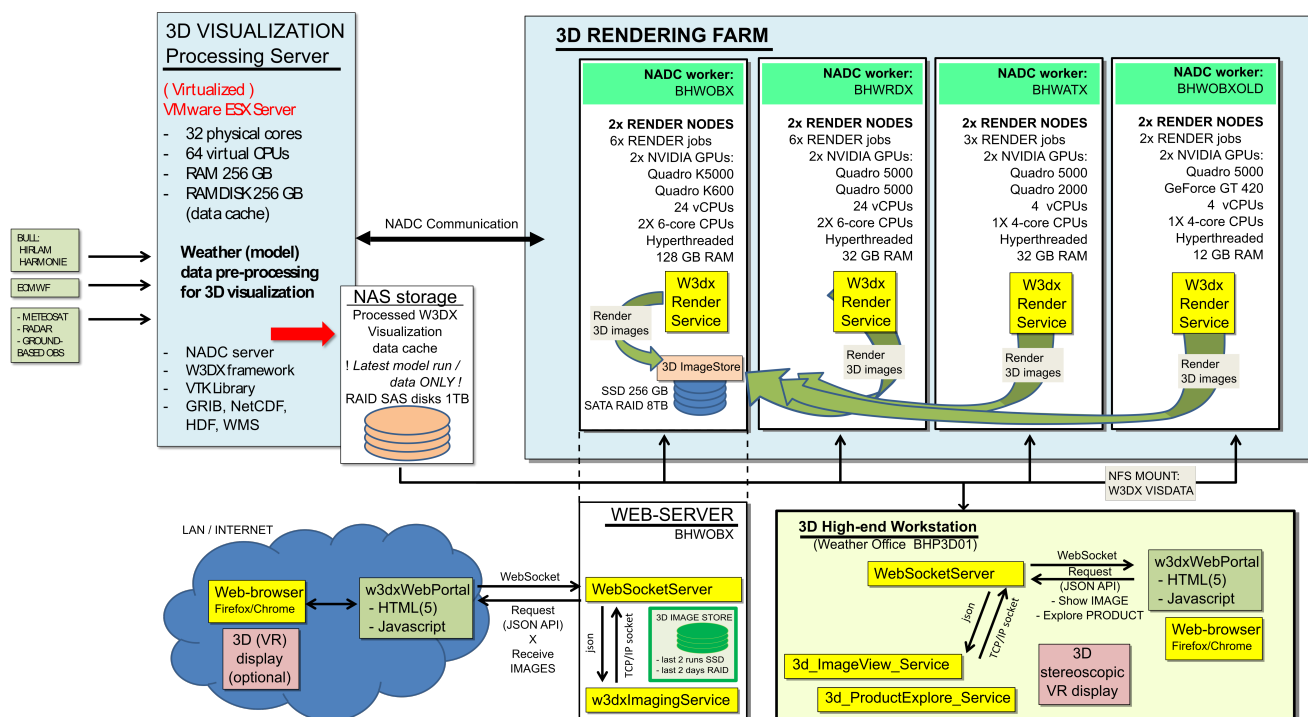 3D VISUALIZATION
Processing Server
( Virtualized )
VMware ESX Server
- 32 physical cores
- 64 virtual CPUs
- RAM 256 GB
- RAMDISK 256 GB
(data cache)
Weather (model)
data pre-processing
for 3D visualization
- NADC server
- W3DX framework
- VTK Library
- GRIB, NetCDF,
HDF, WMS
BULL:
HIRLAM
HARMONIE
ECMWF
- METEOSAT
- RADAR
- GROUND-
BASED OBS
NAS storage
Processed W3DX
Visualization
data cache
! Latest model run /
data ONLY !
RAID SAS disks 1TB
NADC Communication
3D RENDERING FARM
NADC worker:
BHWOBX
2x RENDER NODES
6x RENDER jobs
2x NVIDIA GPUs:
Quadro K5000
Quadro K600
24 vCPUs
2X 6-core CPUs
Hyperthreaded
128 GB RAM
W3dx
Render
Service
Render
3D images
3D ImageStore
SSD 256 GB
SATA RAID 8TB
NADC worker:
BHWRDX
2x RENDER NODES
6x RENDER jobs
2x NVIDIA GPUs:
Quadro 5000
Quadro 5000
24 vCPUs
2X 6-core CPUs
Hyperthreaded
32 GB RAM
W3dx
Render
Service
Render
3D images
NADC worker:
BHWATX
2x RENDER NODES
3x RENDER jobs
2x NVIDIA GPUs:
Quadro 5000
Quadro 2000
4 vCPUs
1X 4-core CPUs
Hyperthreaded
32 GB RAM
W3dx
Render
Service
Render
3D images
NADC worker:
BHWOBXOLD
2x RENDER NODES
2x RENDER jobs
2x NVIDIA GPUs:
Quadro 5000
GeForce GT 420
4 vCPUs
1X 4-core CPUs
Hyperthreaded
12 GB RAM
W3dx
Render
Service
Render
3D images
NFS MOUNT:
W3DX VISDATA
LAN / INTERNET
Web-browser
Firefox/Chrome
3D (VR)
display
(optional)
w3dxWebPortal
- HTML(5)
- Javascript
WebSocket
Request
(JSON API)
X
Receive
IMAGES
WEB-SERVER
BHWOBX
WebSocketServer
json
TCP/IP socket
3D IMAGE STORE
- last 2 runs SSD
- last 2 days RAID
w3dxImagingService
3D High-end Workstation
(Weather Office BHP3D01)
WebSocketServer
WebSocket
Request
(JSON API)
- Show IMAGE
- Explore PRODUCT
w3dxWebPortal
- HTML(5)
- Javascript
Web-browser
Firefox/Chrome
json
TCP/IP socket
3d_ImageView_Service
3d_ProductExplore_Service
3D
stereoscopic
VR display